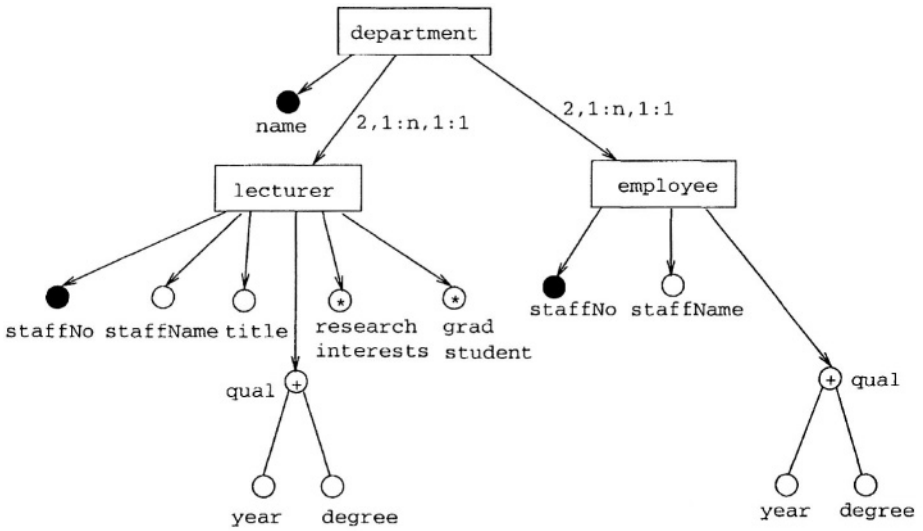 department
name
2,1:n,1:1
2,1:n,1:1
lecturer
employee
staffNo
staffName
title
research
interests
grad
student
staffNo
staffName
*
*
qual
+
+
qual
year
degree
year
degree